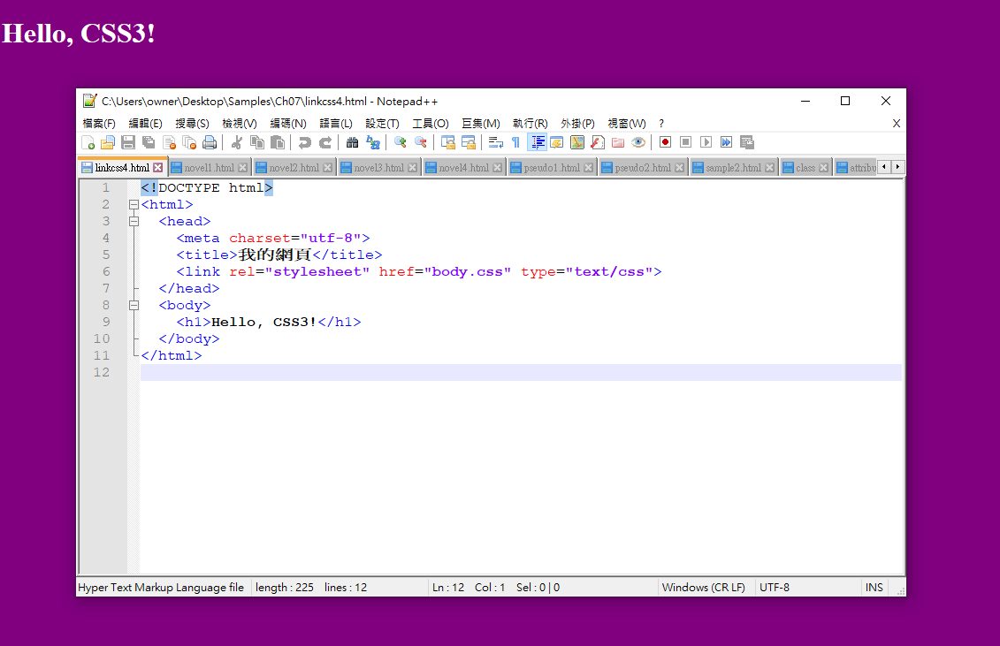 Hello, CSS3!
C:\Users\owner\Desktop\Samples\Ch07\linkcss4.html - Notepad++
檔案(F) 編輯(E) 搜尋(S) 檢視(V) 編碼(N) 語言(L) 設定(T) 工具(O) 巨集(M) 執行(R) 外掛(P) 視窗(W) ? X
linkcss4.html novel1.html novel2.html novel3.html novel4.html pseudo1.html pseudo2.html sample2.html class attribu
1 <!DOCTYPE html>
2 <html>
3 <head>
4 <meta charset="utf-8">
5 <title>我的網頁</title>
6 <link rel="stylesheet" href="body.css" type="text/css">
7 </head>
8 <body>
9 <h1>Hello, CSS3!</h1>
10 </body>
11 </html>
12
Hyper Text Markup Language file length : 225 lines : 12 Ln : 12 Col : 1 Sel : 0 | 0 Windows (CR LF) UTF-8 INS